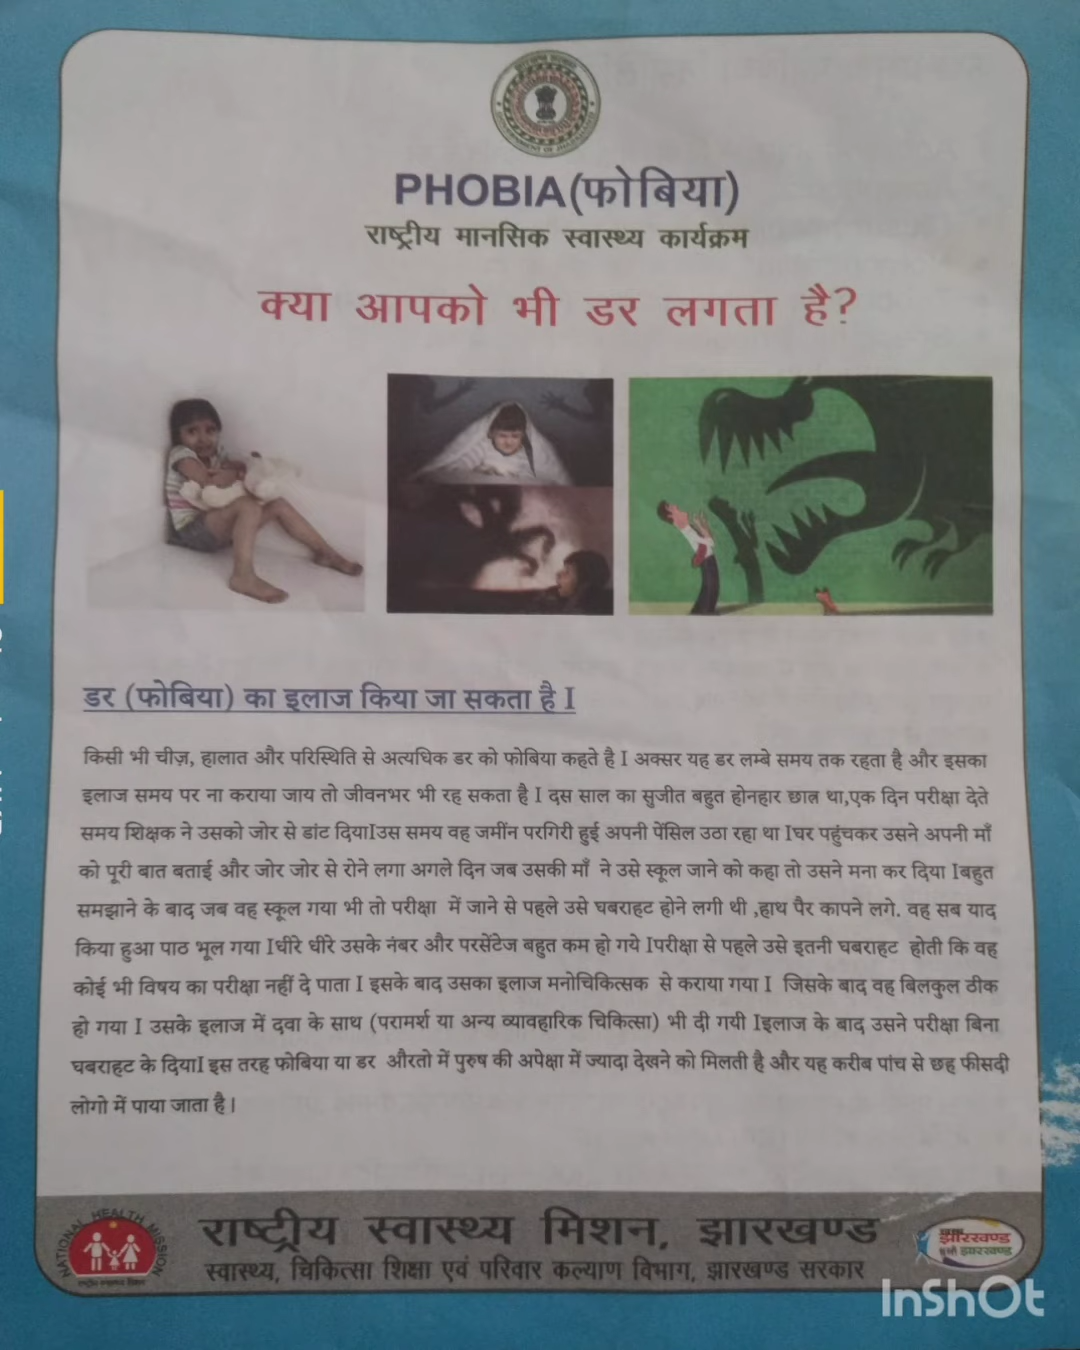 PHOBIA(फोबिया)
राष्ट्रीय मानसिक स्वास्थ्य कार्यक्रम
क्या आपको भी डर लगता है?
डर (फोबिया) का इलाज किया जा सकता है I
किसी भी चीज़, हालात और परिस्थिति से अत्यधिक डर को फोबिया कहते है I अक्सर यह डर लम्बे समय तक रहता है और इसका
इलाज समय पर ना कराया जाय तो जीवनभर भी रह सकता है I दस साल का सुजीत बहुत होनहार छात्र था,एक दिन परीक्षा देते
समय शिक्षक ने उसको जोर से डांट दियाIउस समय वह जमींन परगिरी हुई अपनी पेंसिल उठा रहा था Iघर पहुंचकर उसने अपनी माँ
को पूरी बात बताई और जोर जोर से रोने लगा अगले दिन जब उसकी माँ ने उसे स्कूल जाने को कहा तो उसने मना कर दिया Iबहुत
समझाने के बाद जब वह स्कूल गया भी तो परीक्षा में जाने से पहले उसे घबराहट होने लगी थी ,हाथ पैर कापने लगे. वह सब याद
किया हुआ पाठ भूल गया Iधीरे धीरे उसके नंबर और परसेंटेज बहुत कम हो गये Iपरीक्षा से पहले उसे इतनी घबराहट होती कि वह
कोई भी विषय का परीक्षा नहीं दे पाता I इसके बाद उसका इलाज मनोचिकित्सक से कराया गया I जिसके बाद वह बिलकुल ठीक
हो गया I उसके इलाज में दवा के साथ (परामर्श या अन्य व्यावहारिक चिकित्सा) भी दी गयी Iइलाज के बाद उसने परीक्षा बिना
घबराहट के दियाI इस तरह फोबिया या डर औरतो में पुरुष की अपेक्षा में ज्यादा देखने को मिलती है और यह करीब पांच से छह फीसदी
लोगो में पाया जाता है।
NATIONAL HEALTH MISSION
राष्ट्रीय स्वास्थ्य मिशन, झारखण्ड
स्वास्थ्य, चिकित्सा शिक्षा एवं परिवार कल्याण विभाग, झारखण्ड सरकार
झारखण्ड
झारखण्ड
InShOt